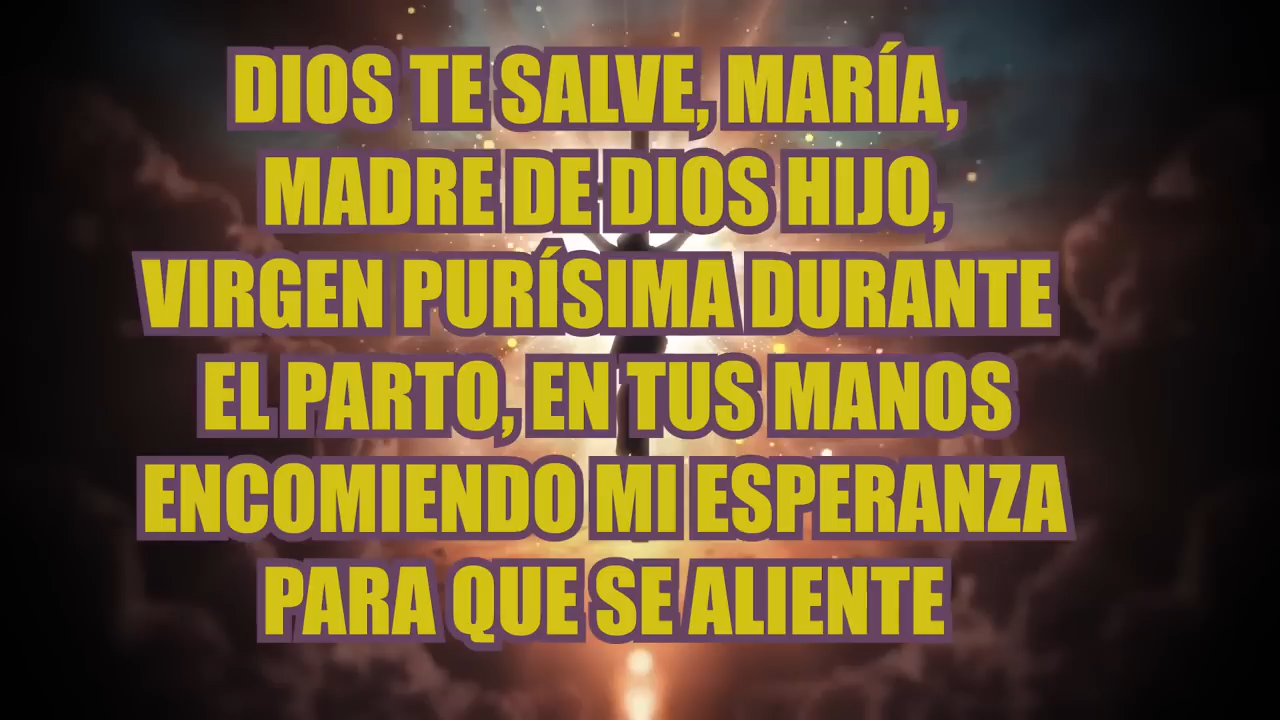 DIOS TE SALVE, MARÍA,
MADRE DE DIOS HIJO,
VIRGEN PURÍSIMA DURANTE
EL PARTO, EN TUS MANOS
ENCOMIENDO MI ESPERANZA
PARA QUE SE ALIENTE